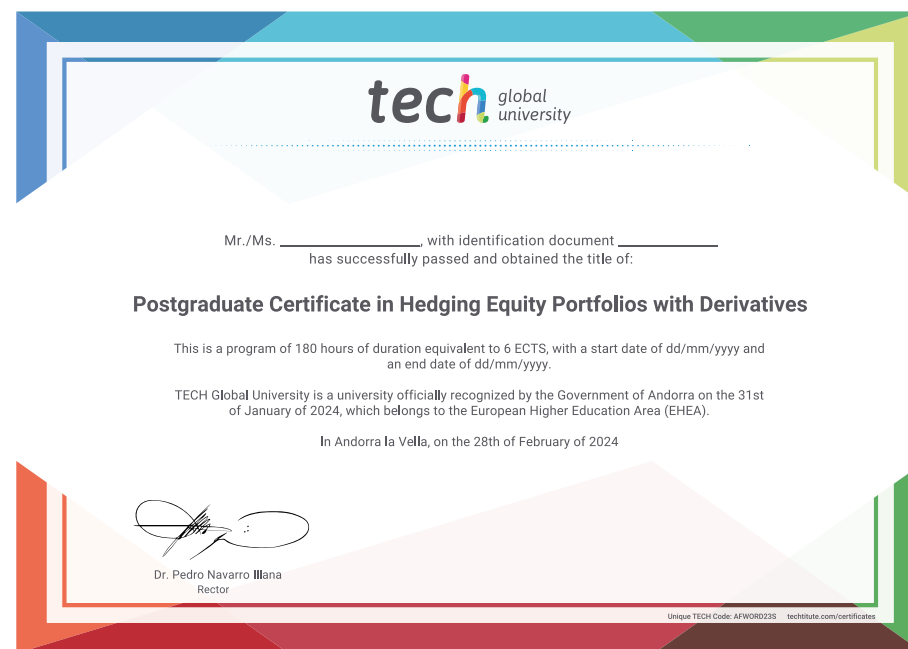 tech global
university
Mr./Ms. ____________, with identification document ____________
has successfully passed and obtained the title of:
Postgraduate Certificate in Hedging Equity Portfolios with Derivatives
This is a program of 180 hours of duration equivalent to 6 ECTS, with a start date of dd/mm/yyyy and
an end date of dd/mm/yyyy.
TECH Global University is a university officially recognized by the Government of Andorra on the 31st
of January of 2024, which belongs to the European Higher Education Area (EHEA).
In Andorra la Vella, on the 28th of February of 2024
Dr. Pedro Navarro Illana
Rector
Unique TECH Code: AFWORD23S techtitute.com/certificates